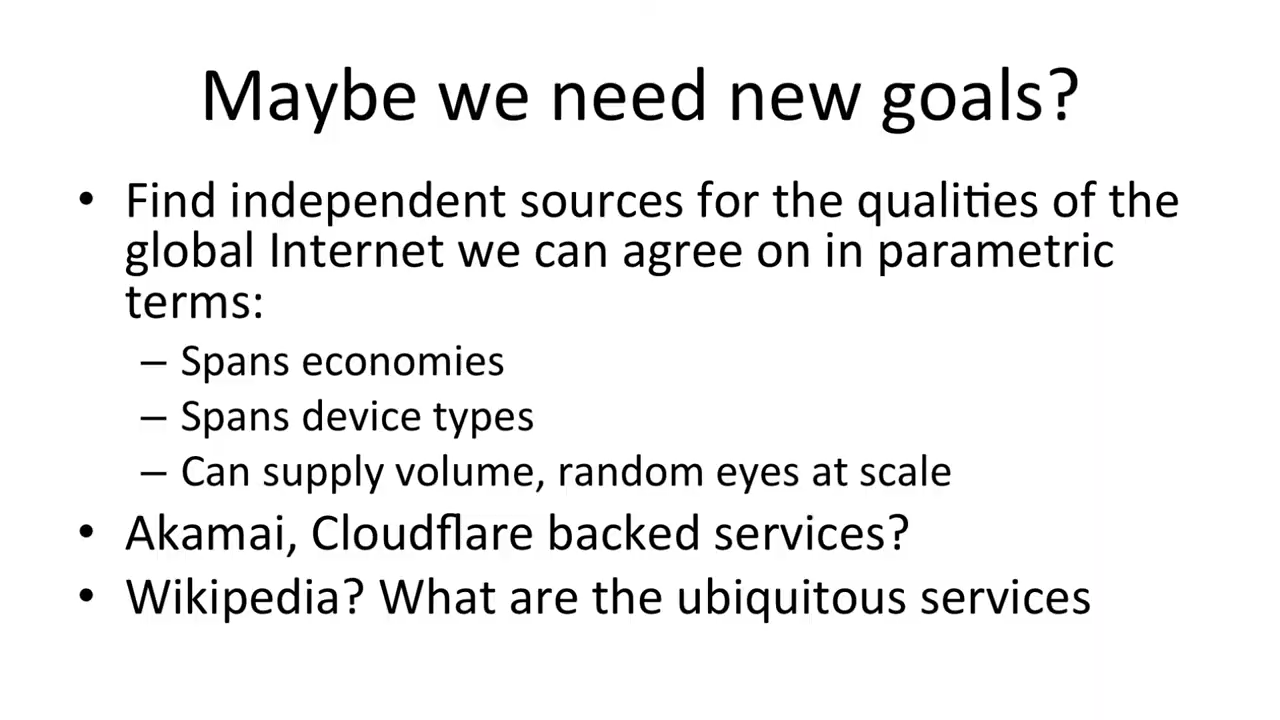 Maybe we need new goals?
• Find independent sources for the qualities of the
global Internet we can agree on in parametric
terms:
– Spans economies
– Spans device types
– Can supply volume, random eyes at scale
• Akamai, Cloudflare backed services?
• Wikipedia? What are the ubiquitous services